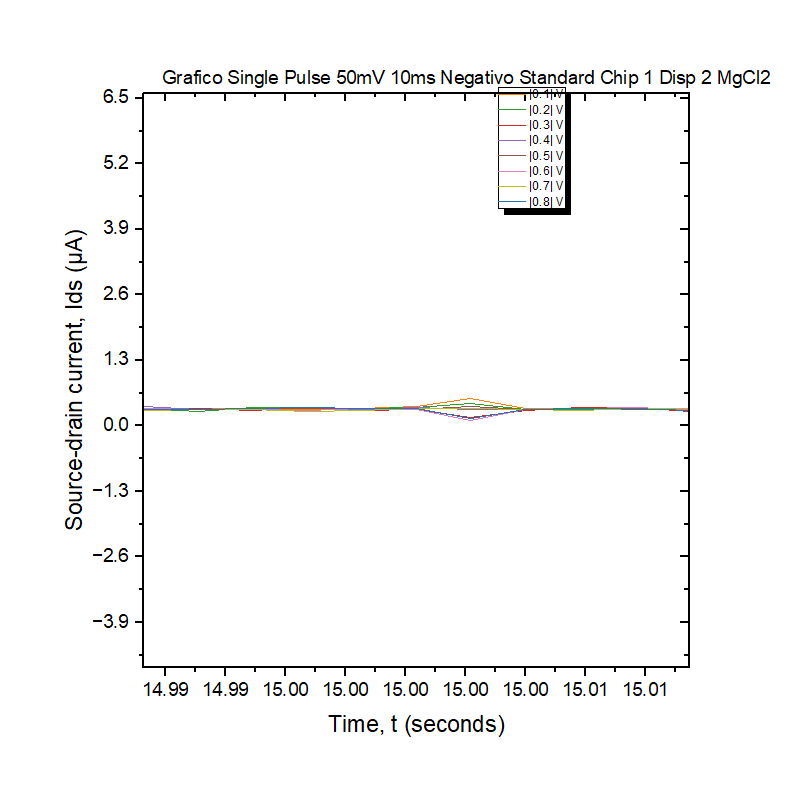 Grafico Single Pulse 50mV 10ms Negativo Standard Chip 1 Disp 2 MgCl2
|0.1| V
|0.2| V
|0.3| V
|0.4| V
|0.5| V
|0.6| V
|0.7| V
|0.8| V
6.5
5.2
3.9
2.6
1.3
0.0
−1.3
−2.6
−3.9
Source-drain current, Ids (µA)
14.99 14.99 15.00 15.00 15.00 15.00 15.00 15.01 15.01
Time, t (seconds)